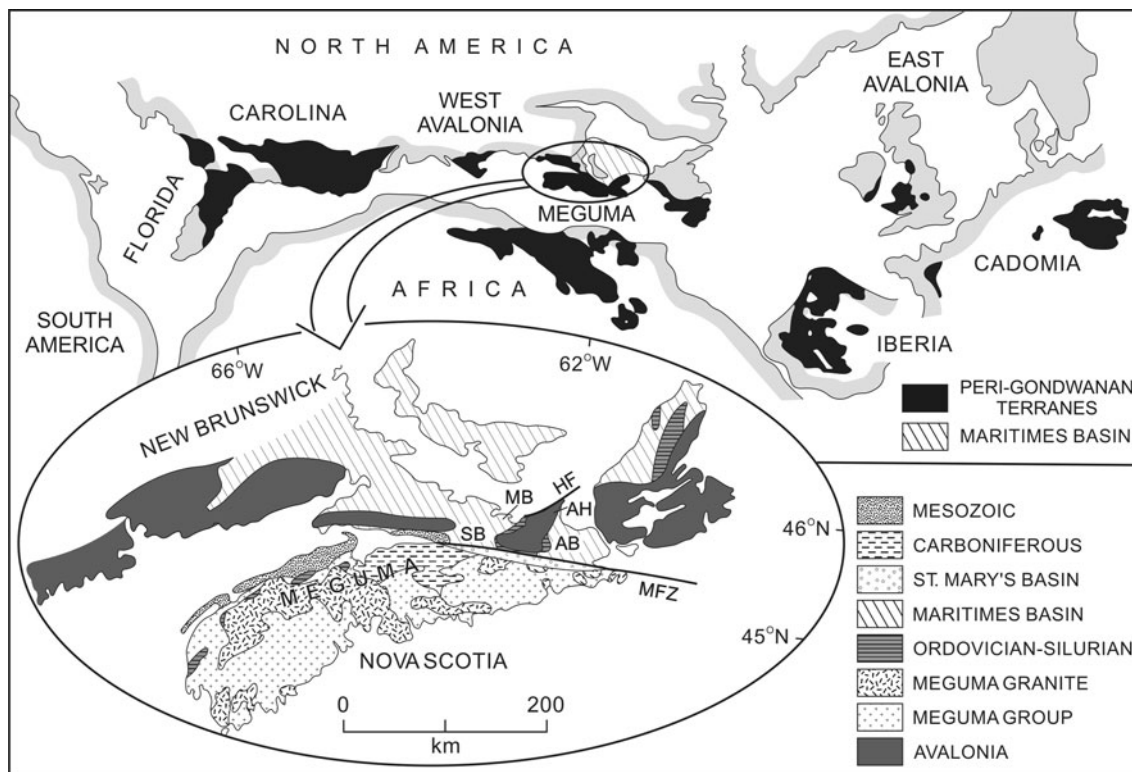 NORTH AMERICA
EAST
AVALONIA
CAROLINA
WEST
AVALONIA
FLORIDA
MEGUMA
CADOMIA
AFRICA
SOUTH
AMERICA
IBERIA
PERI-GONDWANAN
TERRANES
MARITIMES BASIN
66°W
62°W
NEW BRUNSWICK
HF
MB
AH
SB
AB
46°N
MEGUMA
MFZ
45°N
NOVA SCOTIA
0
200
km
MESOZOIC
CARBONIFEROUS
ST. MARY'S BASIN
MARITIMES BASIN
ORDOVICIAN-SILURIAN
MEGUMA GRANITE
MEGUMA GROUP
AVALONIA